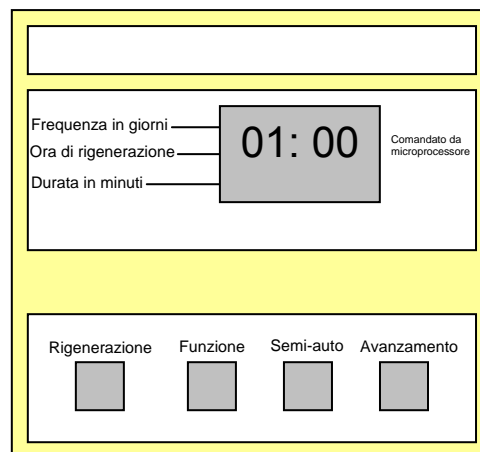 Frequenza in giorni
Ora di rigenerazione
Durata in minuti
01: 00
Comandato da
microprocessore
Rigenerazione Funzione Semi-auto Avanzamento